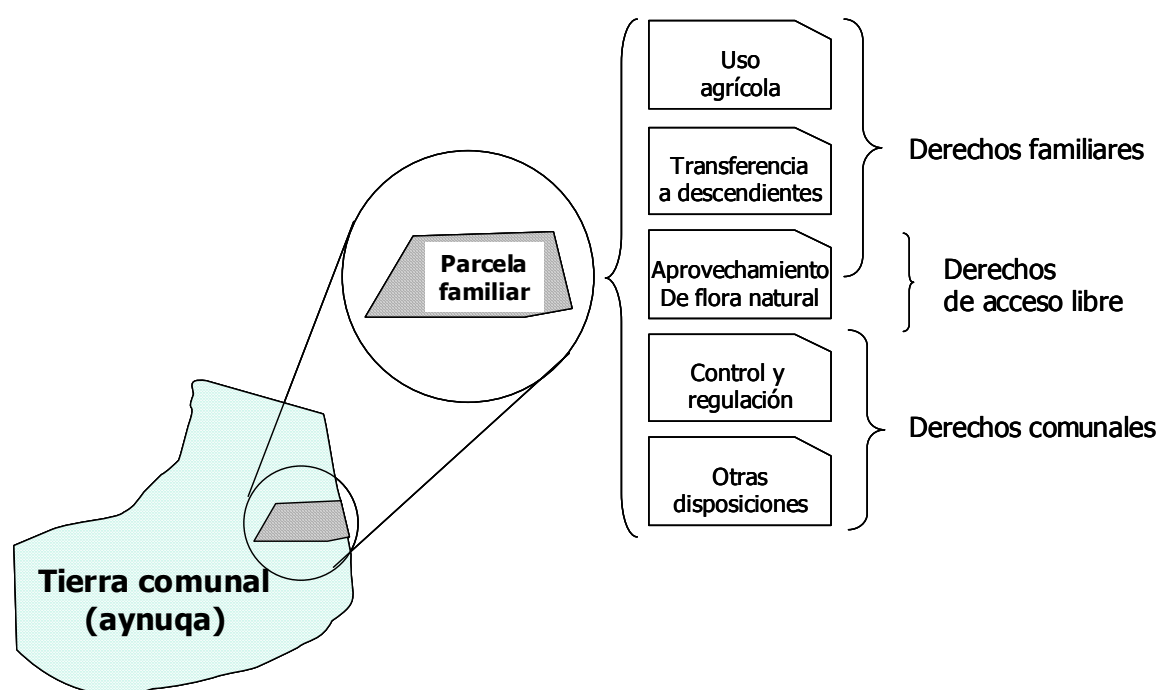 Uso
agrícola
Transferencia
a descendientes
Aprovechamiento
De flora natural
Control y
regulación
Otras
disposiciones
Derechos familiares
Derechos
de acceso libre
Derechos comunales
Parcela
familiar
Tierra comunal
(aynuqa)